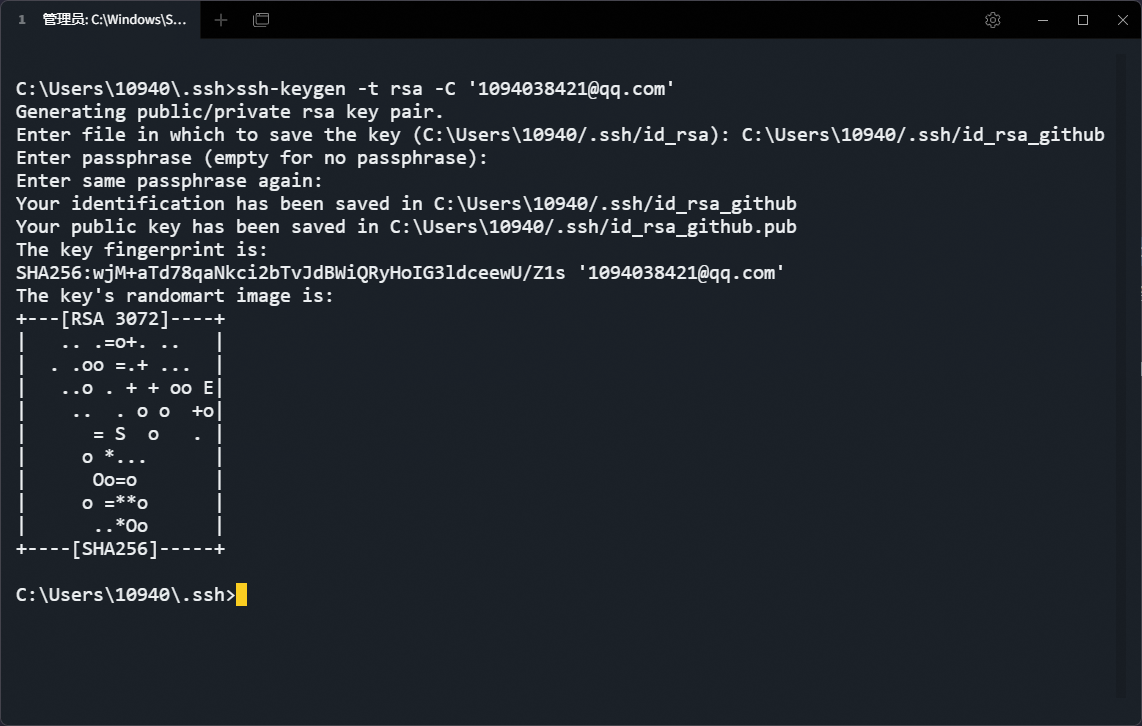 1 管理员: C:\Windows\S...
C:\Users\10940\.ssh>ssh-keygen -t rsa -C '1094038421@qq.com'
Generating public/private rsa key pair.
Enter file in which to save the key (C:\Users\10940/.ssh/id_rsa): C:\Users\10940/.ssh/id_rsa_github
Enter passphrase (empty for no passphrase):
Enter same passphrase again:
Your identification has been saved in C:\Users\10940/.ssh/id_rsa_github
Your public key has been saved in C:\Users\10940/.ssh/id_rsa_github.pub
The key fingerprint is:
SHA256:wjM+aTd78qaNkci2bTvJdBWiQRyHoIG3ldceewU/Z1s '1094038421@qq.com'
The key's randomart image is:
+---[RSA 3072]----+
|   .. .=o+. ..   |
|  . .oo =.+ ...  |
|   ..o . + + oo E|
|    ..  . o o  +o|
|      = S  o   . |
|     o *...      |
|      Oo=o       |
|     o =**o      |
|      ..*Oo      |
+----[SHA256]-----+
C:\Users\10940\.ssh>